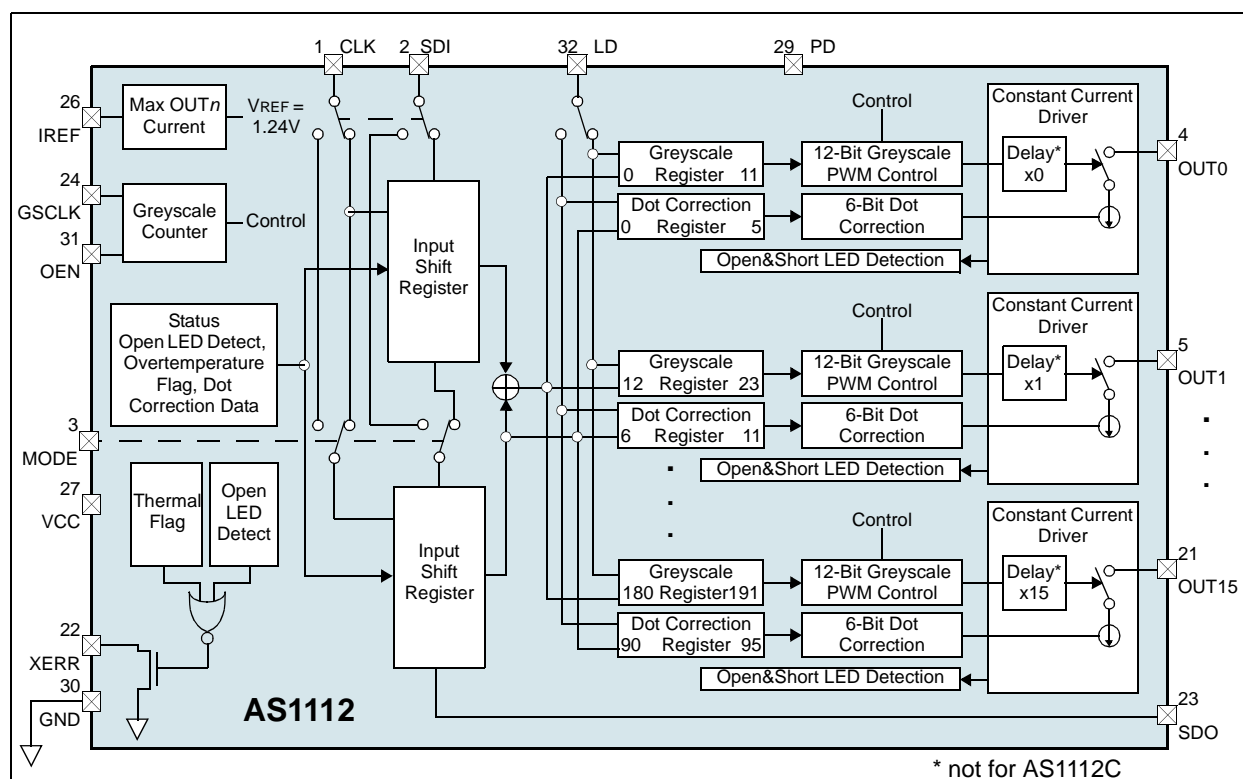 1 CLK
2 SDI
32 LD
29 PD
26
IREF
Max OUTn
Current
VREF =
1.24V
24
GSCLK
31
OEN
Greyscale
Counter
Control
Status
Open LED Detect,
Overtemperature
Flag, Dot
Correction Data
3
MODE
27
VCC
Thermal
Flag
Open
LED
Detect
22
XERR
30
GND
AS1112
Input
Shift
Register
Input
Shift
Register
Greyscale
0 Register 11
Dot Correction
0 Register 5
Control
12-Bit Greyscale
PWM Control
6-Bit Dot
Correction
Open&Short LED Detection
Constant Current
Driver
Delay*
x0
4
OUT0
Greyscale
12 Register 23
Dot Correction
6 Register 11
Control
12-Bit Greyscale
PWM Control
6-Bit Dot
Correction
Open&Short LED Detection
Constant Current
Driver
Delay*
x1
5
OUT1
.
.
.
.
.
.
Greyscale
180 Register191
Dot Correction
90 Register 95
Control
12-Bit Greyscale
PWM Control
6-Bit Dot
Correction
Open&Short LED Detection
Constant Current
Driver
Delay*
x15
21
OUT15
23
SDO
* not for AS1112C